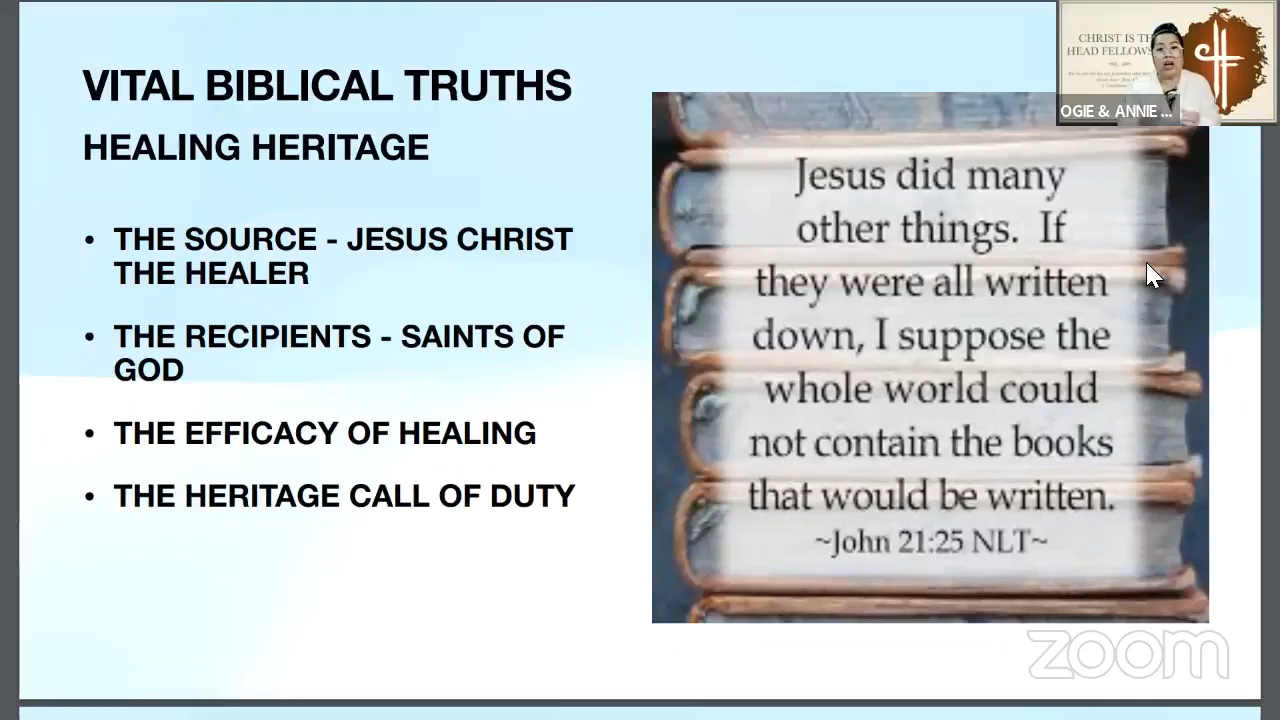 VITAL BIBLICAL TRUTHS
HEALING HERITAGE
• THE SOURCE - JESUS CHRIST
THE HEALER
• THE RECIPIENTS - SAINTS OF
GOD
• THE EFFICACY OF HEALING
• THE HERITAGE CALL OF DUTY
Jesus did many
other things. If
they were all written
down, I suppose the
whole world could
not contain the books
that would be written.
~John 21:25 NLT~
CHRIST IS TH
HEAD FELLOWS
OGIE & ANNIE ...
zoom